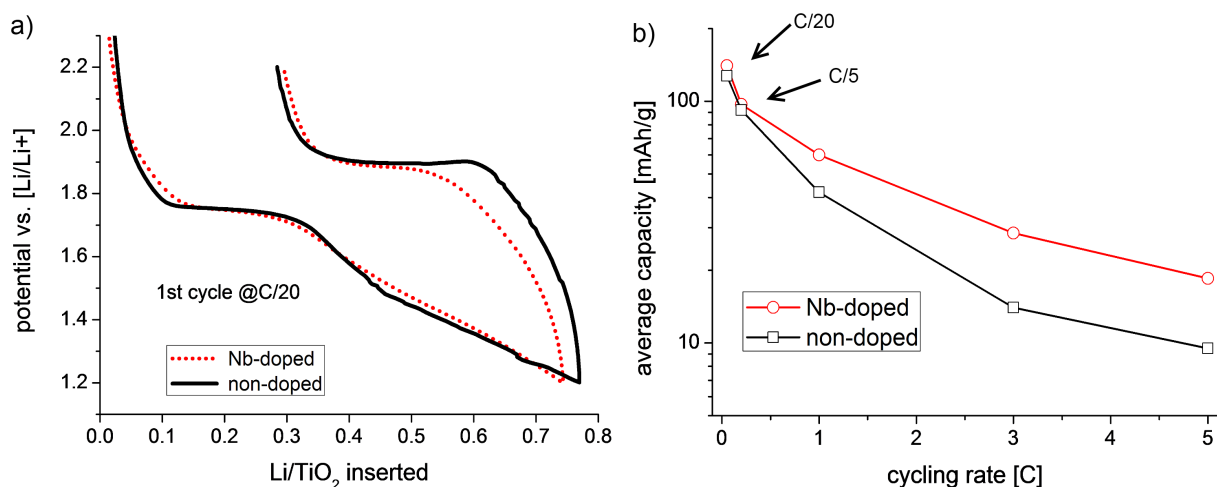 a)
potential vs. [Li/Li+]
2.2
2.0
1.8
1.6
1.4
1.2
1st cycle @C/20
Nb-doped
non-doped
0.0 0.1 0.2 0.3 0.4 0.5 0.6 0.7 0.8
Li/TiO2 inserted
b)
average capacity [mAh/g]
C/20
C/5
100
10
Nb-doped
non-doped
0 1 2 3 4 5
cycling rate [C]